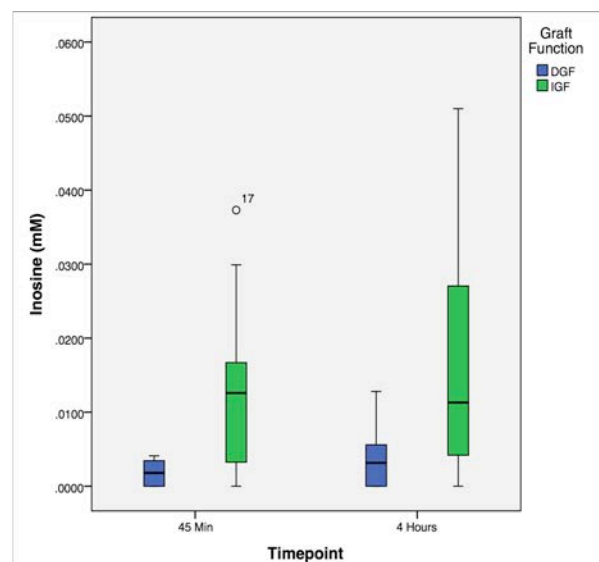 Graft
Function
DGF
IGF
.0600
.0500
.0400
.0300
.0200
.0100
.0000
Inosine (mM)
17
45 Min
4 Hours
Timepoint